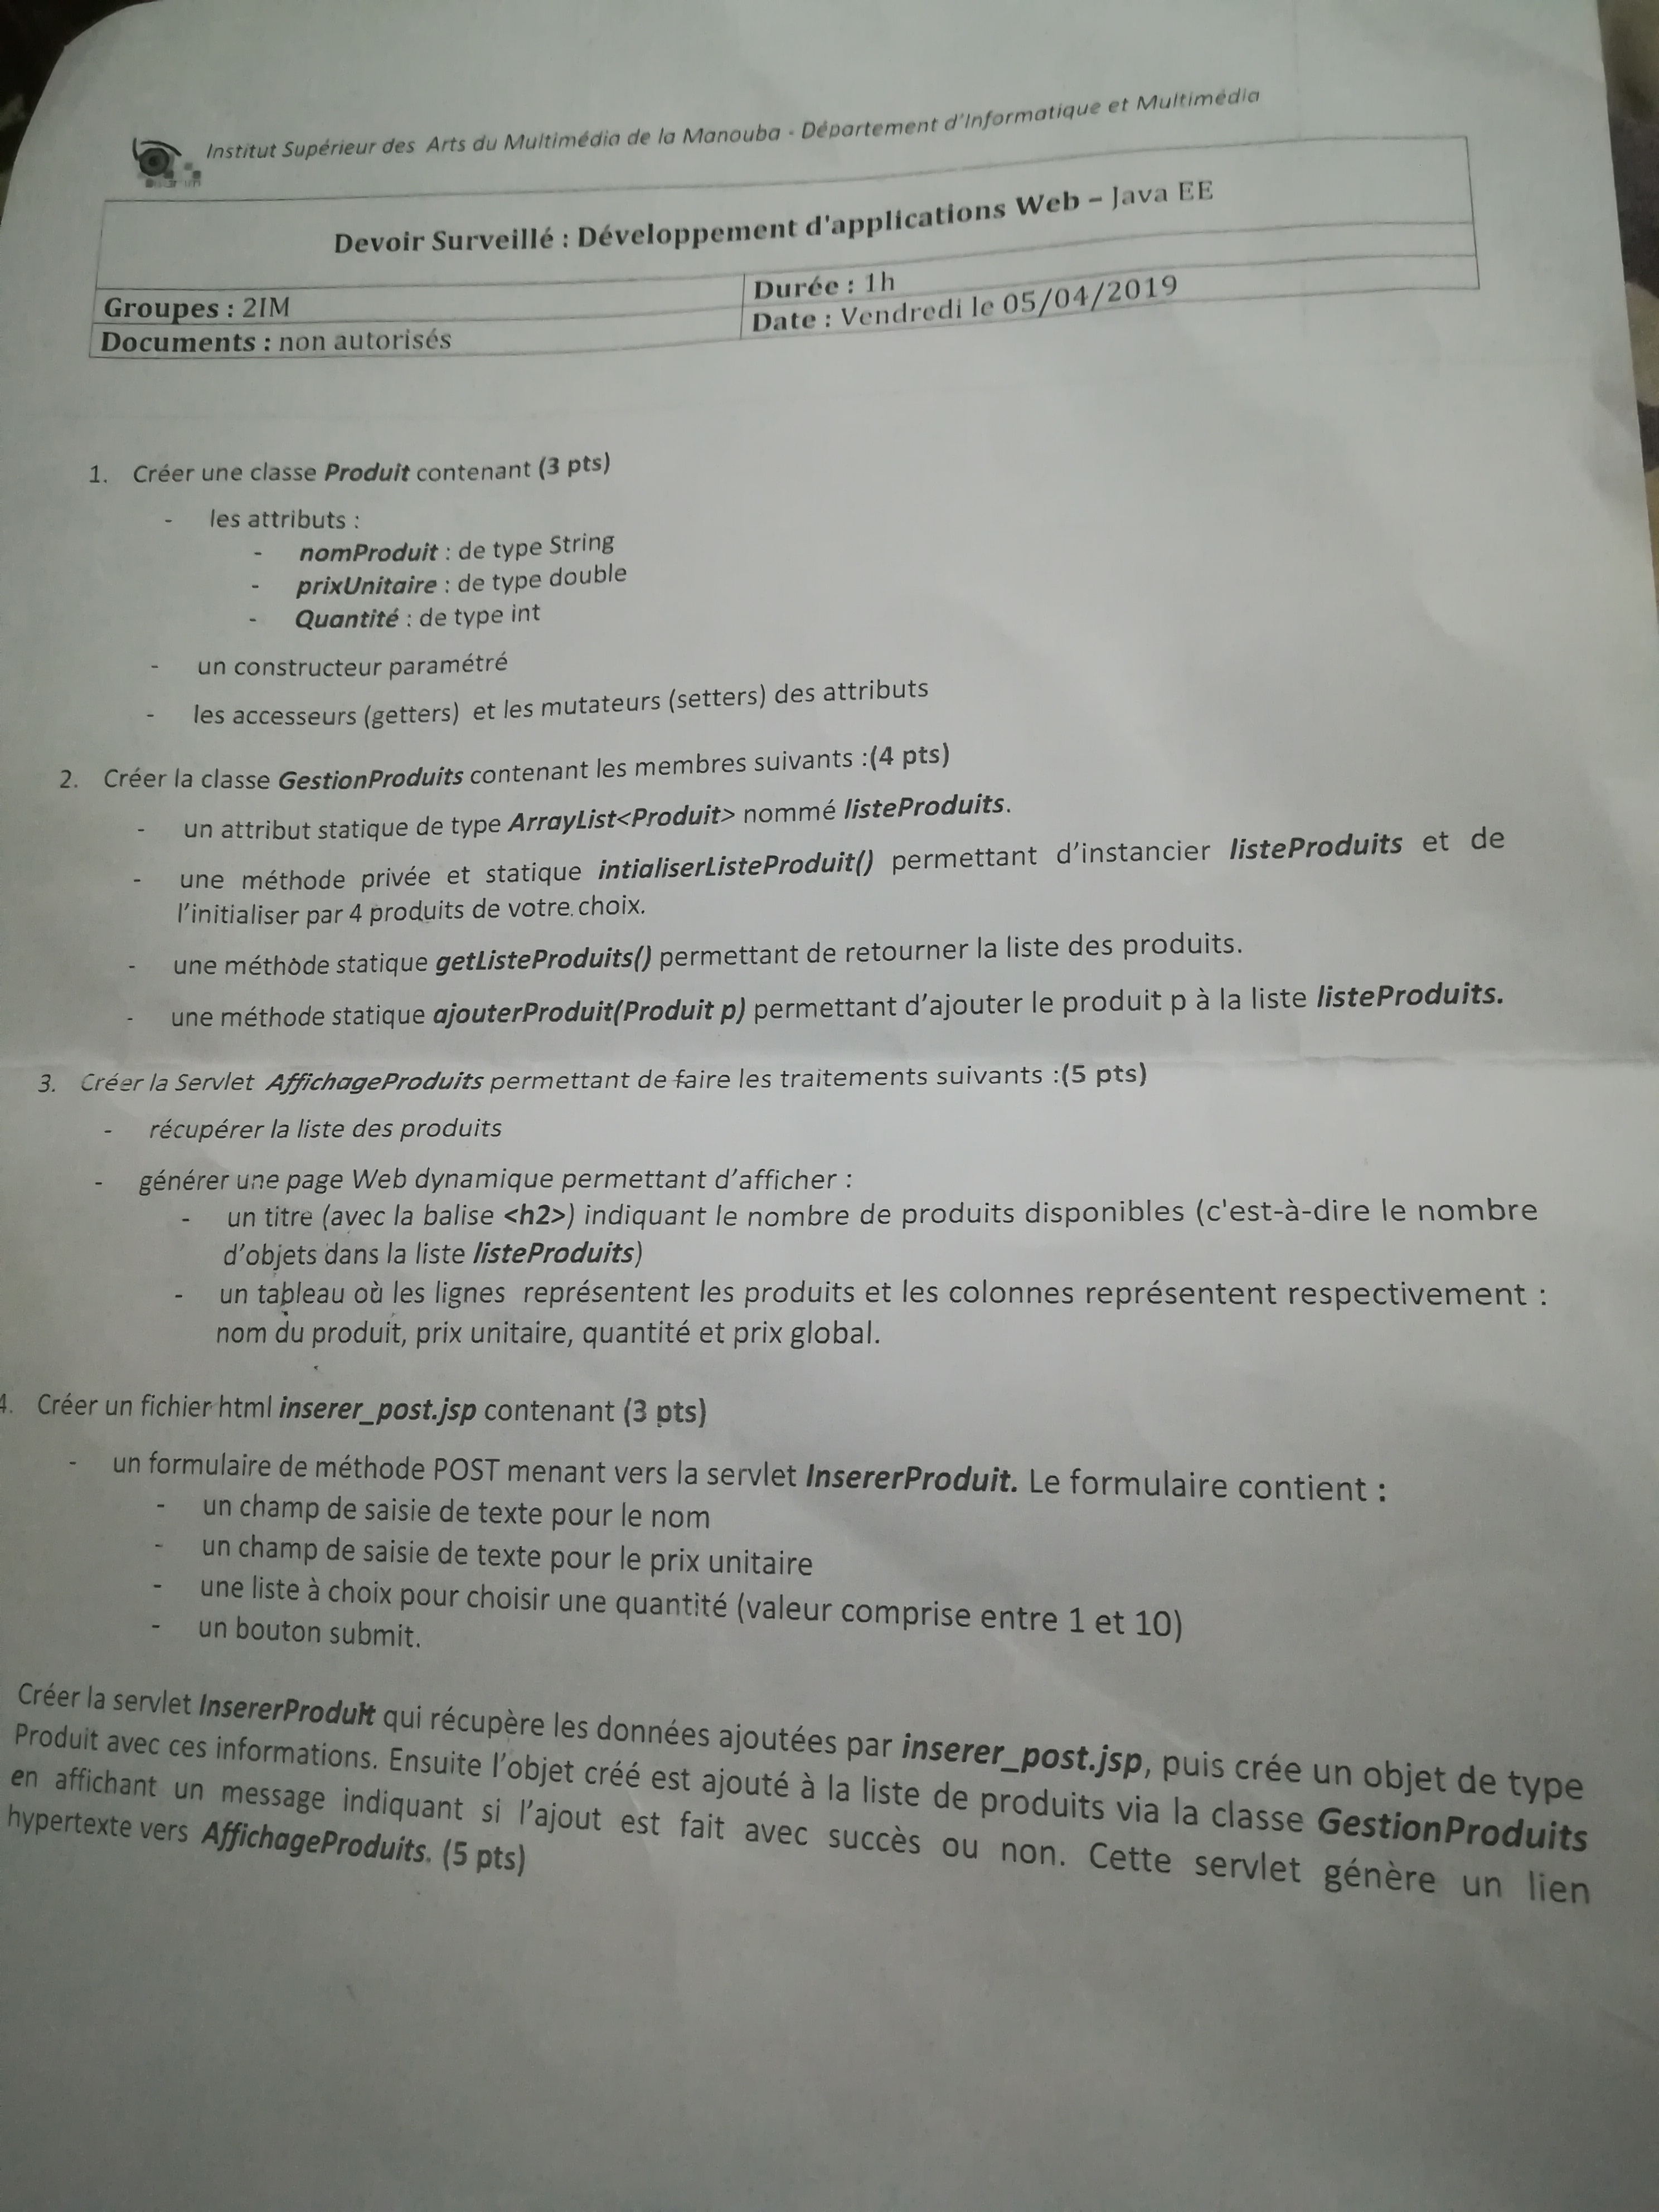 Institut Supérieur des Arts du Multimédia de la Manouba - Département d'Informatique et Multimédia
Devoir Surveillé : Développement d'applications Web – Java EE
Groupes : 2IM
Durée : 1h
Documents : non autorisés
Date : Vendredi le 05/04/2019
1. Créer une classe Produit contenant (3 pts)
- les attributs :
- nomProduit : de type String
- prixUnitaire : de type double
- Quantité : de type int
- un constructeur paramétré
- les accesseurs (getters) et les mutateurs (setters) des attributs
2. Créer la classe GestionProduits contenant les membres suivants :(4 pts)
- un attribut statique de type ArrayList<Produit> nommé listeProduits.
- une méthode privée et statique intialiserListeProduit() permettant d'instancier listeProduits et de
l'initialiser par 4 produits de votre choix.
- une méthode statique getListeProduits() permettant de retourner la liste des produits.
- une méthode statique ajouterProduit(Produit p) permettant d'ajouter le produit p à la liste listeProduits.
3. Créer la Servlet AffichageProduits permettant de faire les traitements suivants :(5 pts)
- récupérer la liste des produits
- générer une page Web dynamique permettant d'afficher :
- un titre (avec la balise <h2>) indiquant le nombre de produits disponibles (c'est-à-dire le nombre
d'objets dans la liste listeProduits)
- un tableau où les lignes représentent les produits et les colonnes représentent respectivement :
nom du produit, prix unitaire, quantité et prix global.
4. Créer un fichier html inserer_post.jsp contenant (3 pts)
- un formulaire de méthode POST menant vers la servlet InsererProduit. Le formulaire contient :
- un champ de saisie de texte pour le nom
- un champ de saisie de texte pour le prix unitaire
- une liste à choix pour choisir une quantité (valeur comprise entre 1 et 10)
- un bouton submit.
Créer la servlet InsererProduit qui récupère les données ajoutées par inserer_post.jsp, puis crée un objet de type
Produit avec ces informations. Ensuite l'objet créé est ajouté à la liste de produits via la classe GestionProduits
en affichant un message indiquant si l'ajout est fait avec succès ou non. Cette servlet génère un lien
hypertexte vers AffichageProduits. (5 pts)